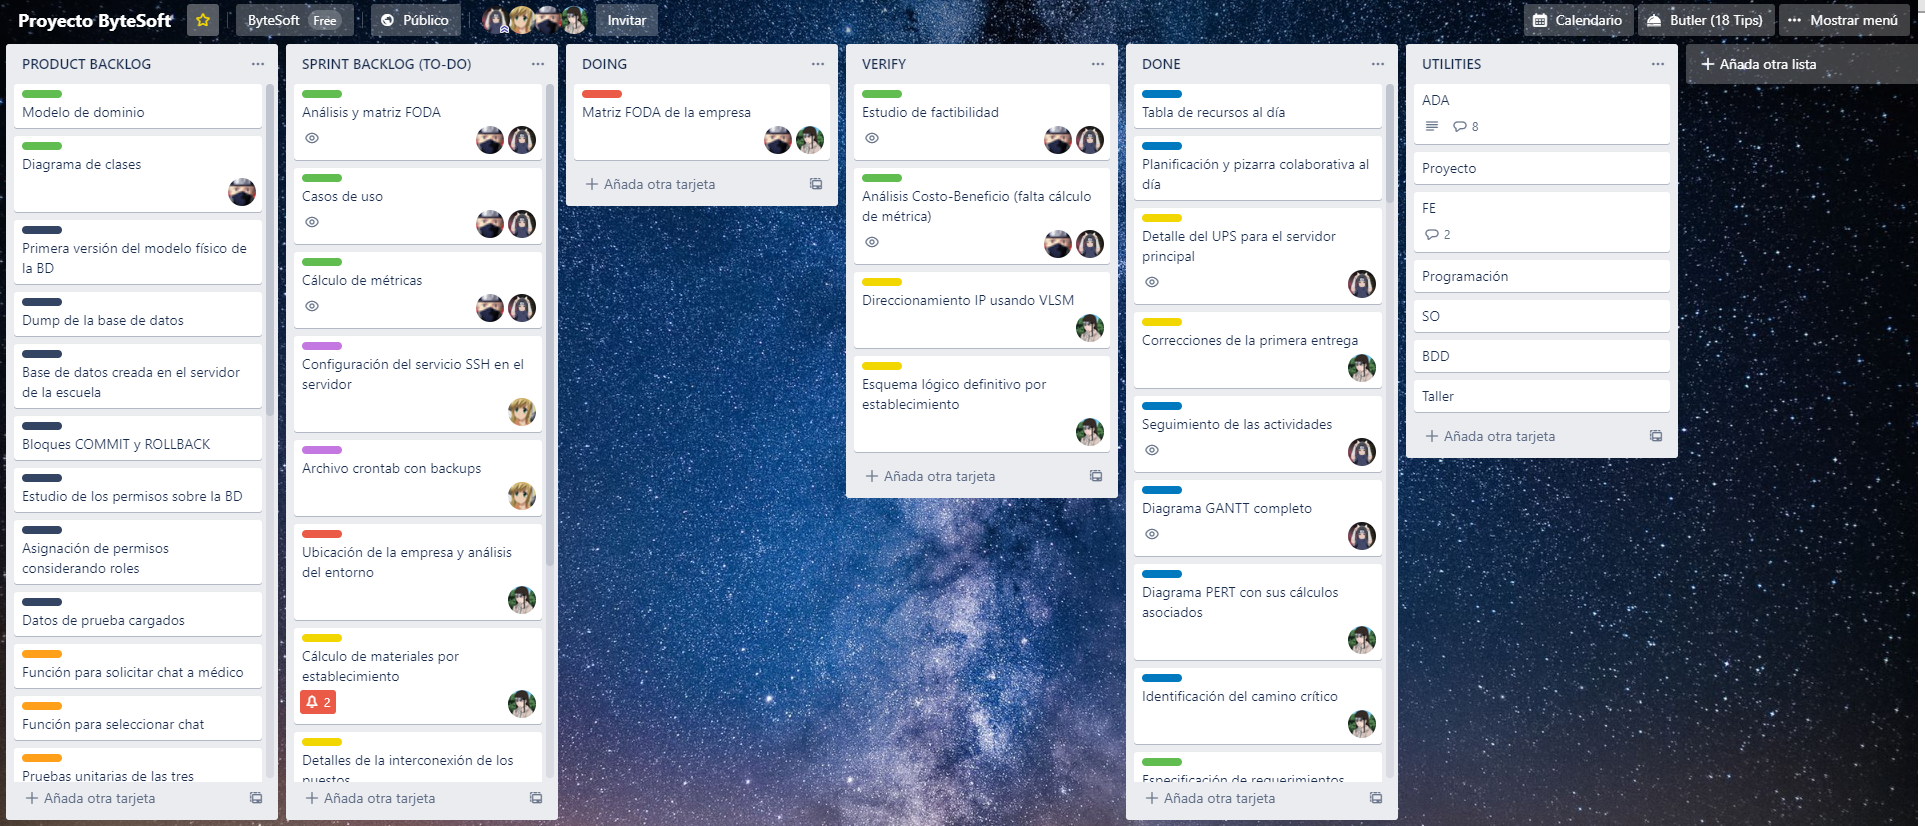 Proyecto ByteSoft
ByteSoft Free
Público
Invitar
Calendario
Butler (18 Tips)
Mostrar menú
PRODUCT BACKLOG
Modelo de dominio
Diagrama de clases
Primera versión del modelo físico de
la BD
Dump de la base de datos
Base de datos creada en el servidor
de la escuela
Bloques COMMIT y ROLLBACK
Estudio de los permisos sobre la BD
Asignación de permisos
considerando roles
Datos de prueba cargados
Función para solicitar chat a médico
Función para seleccionar chat
Pruebas unitarias de las tres
Añada otra tarjeta
SPRINT BACKLOG (TO-DO)
Análisis y matriz FODA
Casos de uso
Cálculo de métricas
Configuración del servicio SSH en el
servidor
Archivo crontab con backups
Ubicación de la empresa y análisis
del entorno
Cálculo de materiales por
establecimiento
2
Detalles de la interconexión de los
puestos
Añada otra tarjeta
DOING
Matriz FODA de la empresa
Añada otra tarjeta
VERIFY
Estudio de factibilidad
Análisis Costo-Beneficio (falta cálculo
de métrica)
Direccionamiento IP usando VLSM
Esquema lógico definitivo por
establecimiento
Añada otra tarjeta
DONE
Tabla de recursos al día
Planificación y pizarra colaborativa al
día
Detalle del UPS para el servidor
principal
Correcciones de la primera entrega
Seguimiento de las actividades
Diagrama GANTT completo
Diagrama PERT con sus cálculos
asociados
Identificación del camino crítico
Especificación de requerimientos
Añada otra tarjeta
UTILITIES
ADA
8
Proyecto
FE
2
Programación
SO
BDD
Taller
Añada otra tarjeta
Añada otra lista